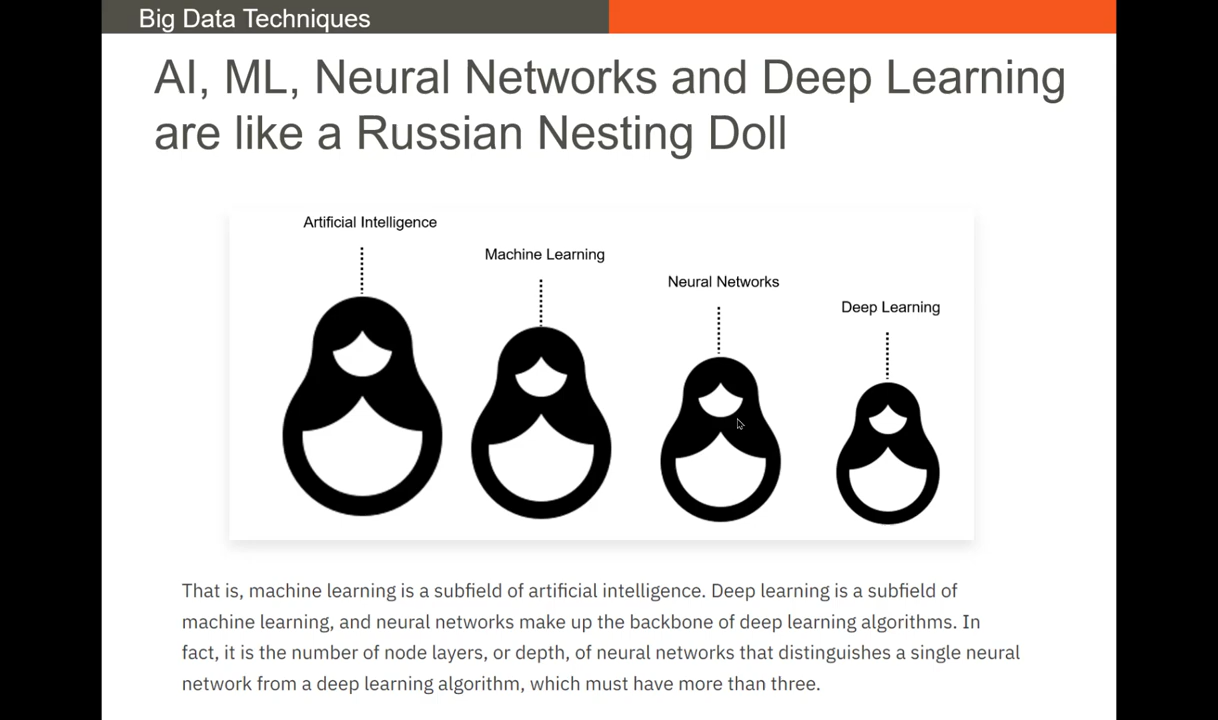 Big Data Techniques
AI, ML, Neural Networks and Deep Learning
are like a Russian Nesting Doll
Artificial Intelligence
Machine Learning
Neural Networks
Deep Learning
That is, machine learning is a subfield of artificial intelligence. Deep learning is a subfield of
machine learning, and neural networks make up the backbone of deep learning algorithms. In
fact, it is the number of node layers, or depth, of neural networks that distinguishes a single neural
network from a deep learning algorithm, which must have more than three.